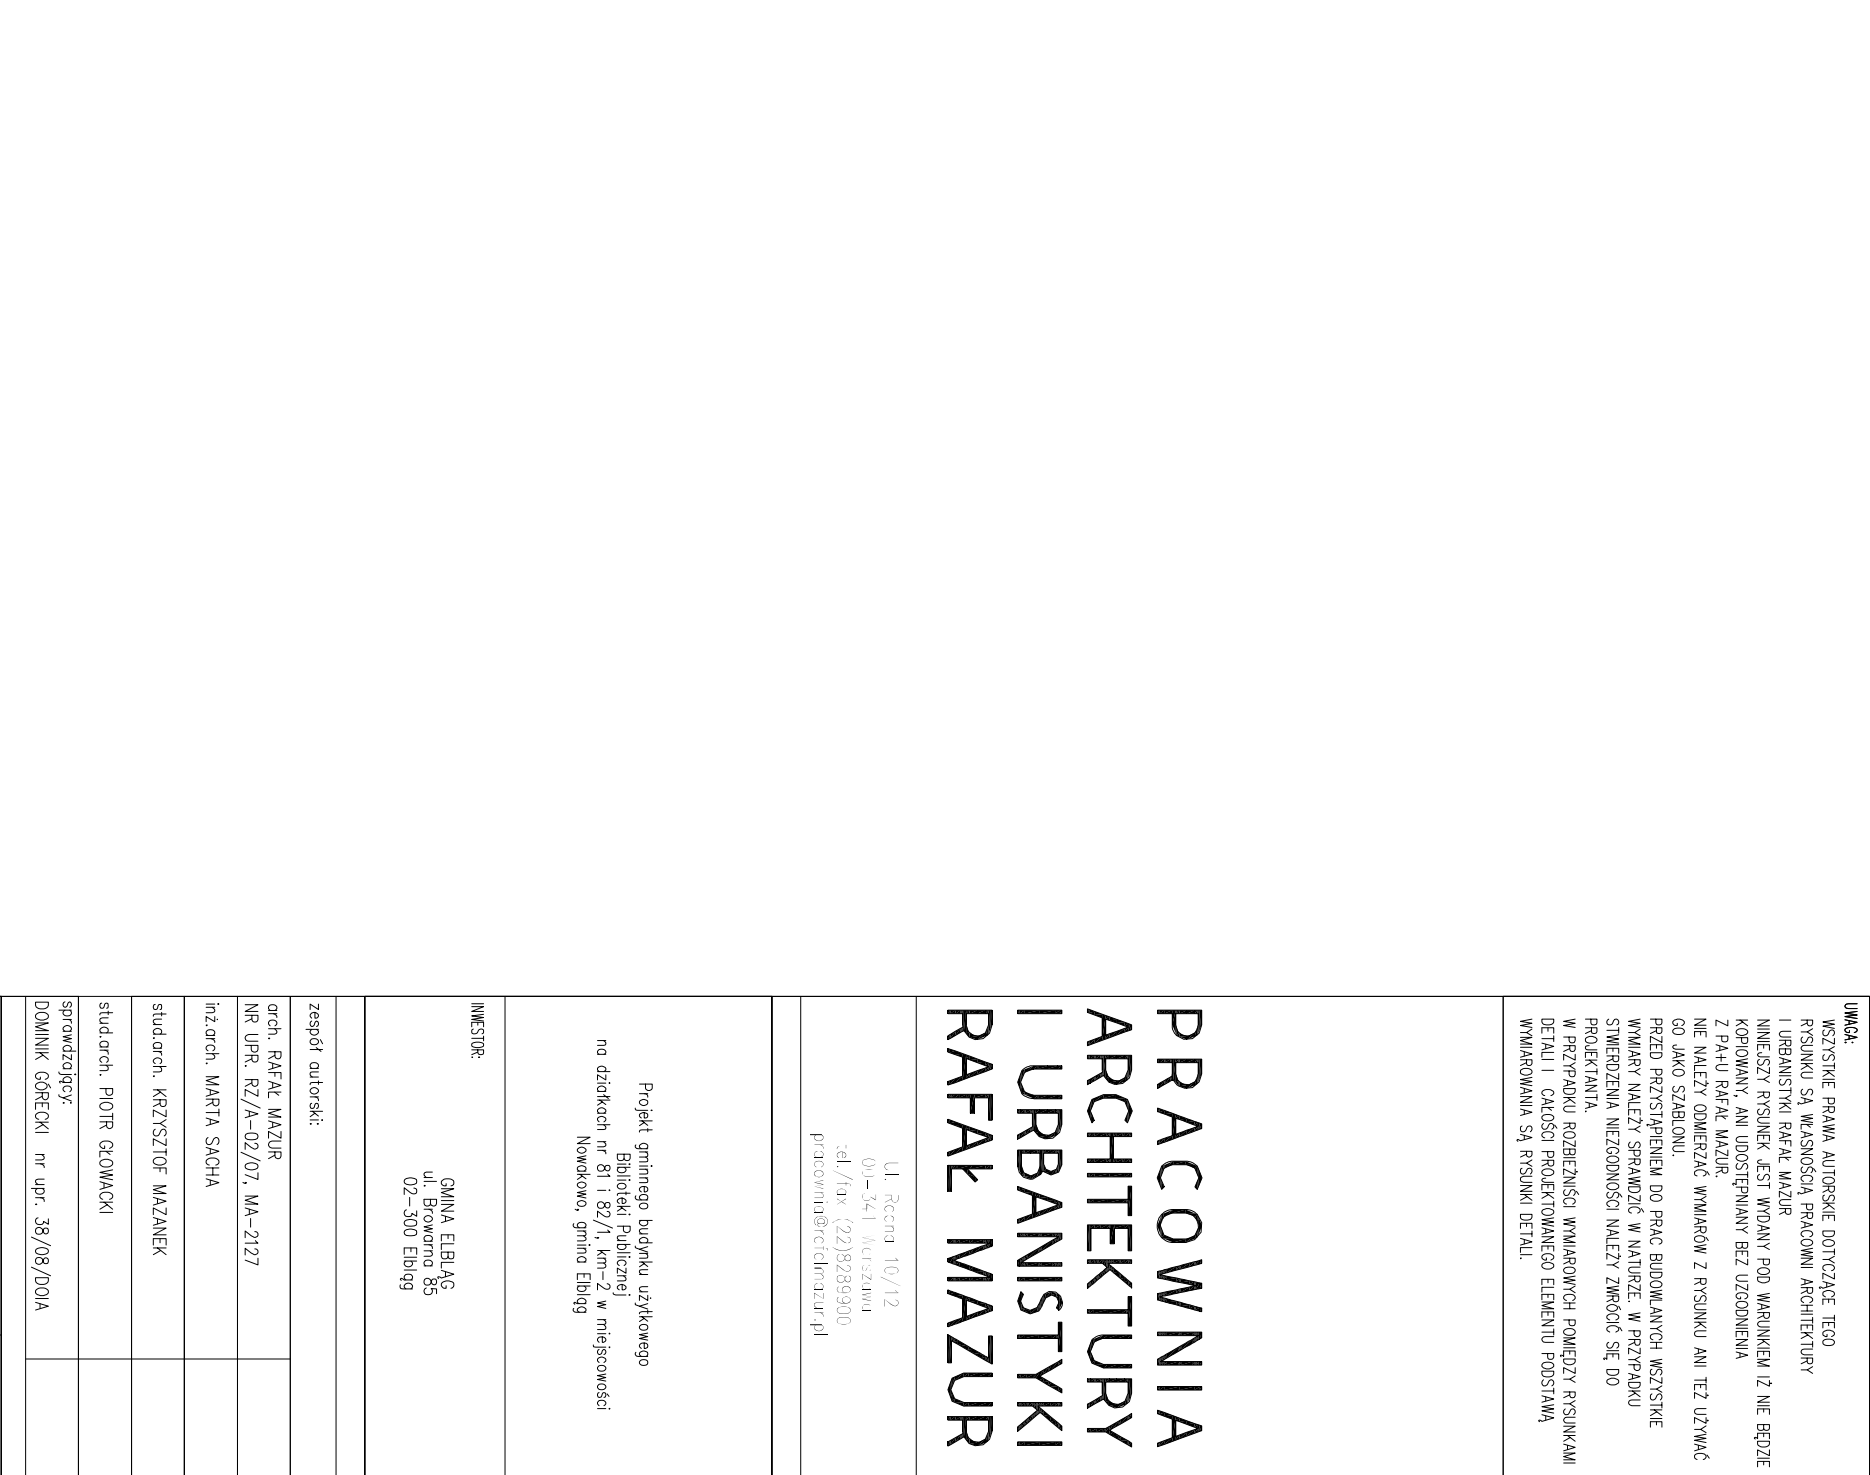 UWAGA:
WSZYSTKIE PRAWA AUTORSKIE DOTYCZĄCE TEGO
RYSUNKU SĄ WŁASNOŚCIĄ PRACOWNI ARCHITEKTURY
I URBANISTYKI RAFAŁ MAZUR
NINIEJSZY RYSUNEK JEST WYDANY POD WARUNKIEM IŻ NIE BĘDZIE
KOPIOWANY, ANI UDOSTĘPNIANY BEZ UZGODNIENIA
Z PA+U RAFAŁ MAZUR.
NIE NALEŻY ODMIERZAĆ WYMIARÓW Z RYSUNKU ANI TEŻ UŻYWAĆ
GO JAKO SZABLONU.
PRZED PRZYSTĄPIENIEM DO PRAC BUDOWLANYCH WSZYSTKIE
WYMIARY NALEŻY SPRAWDZIĆ W NATURZE. W PRZYPADKU
STWIERDZENIA NIEZGODNOŚCI NALEŻY ZWRÓCIĆ SIĘ DO
PROJEKTANTA.
W PRZYPADKU ROZBIEŻNIŚCI WYMIAROWYCH POMIĘDZY RYSUNKAMI
DETALI I CAŁOŚCI PROJEKTOWANEGO ELEMENTU PODSTAWĄ
WYMIAROWANIA SĄ RYSUNKI DETALI.
PRACOWNIA
ARCHITEKTURY
I URBANISTYKI
RAFAŁ MAZUR
10/12
00-341 Warszawa
tel./fax (22)8289900
pracownia@rafalmazur.pl
Projekt gminnego budynku użytkowego
Biblioteki Publicznej
na działkach nr 81 i 82/1, km-2 w miejscowości
Nowakowo, gmina Elbląg
INWESTOR:
GMINA ELBLĄG
ul. Browarna 85
02-300 Elbląg
zespół autorski:
arch. RAFAŁ MAZUR
NR UPR. RZ/A-02/07, MA-2127
inż.arch. MARTA SACHA
stud.arch. KRZYSZTOF MAZANEK
stud.arch. PIOTR GŁOWACKI
sprawdzający:
DOMINIK GÓRECKI nr upr. 38/08/DOIA